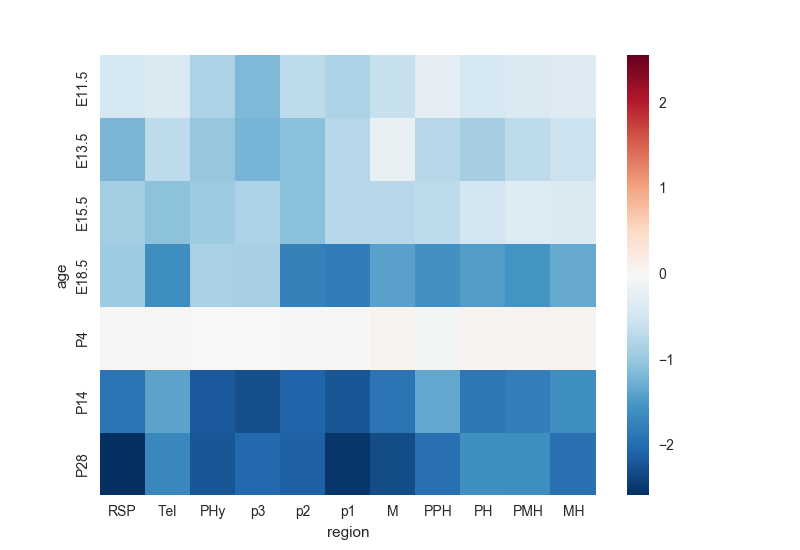 E11.5
E13.5
E15.5
E18.5
P4
P14
P28
age
RSP Tel PHy p3 p2 p1 M PPH PH PMH MH
region
2
1
0
−1
−2